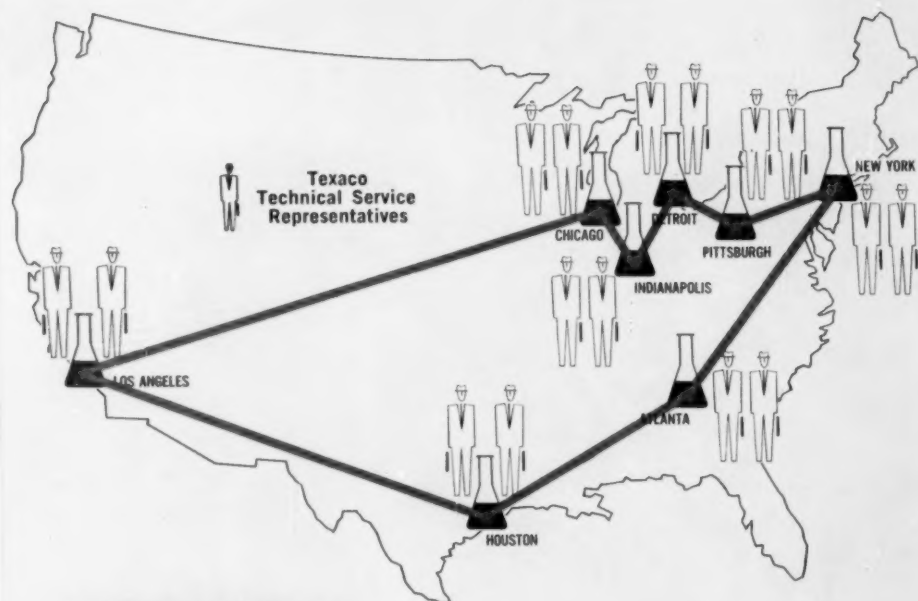 Texaco
Technical Service
Representatives
NEW YORK
DETROIT
CHICAGO
PITTSBURGH
INDIANAPOLIS
LOS ANGELES
ATLANTA
HOUSTON